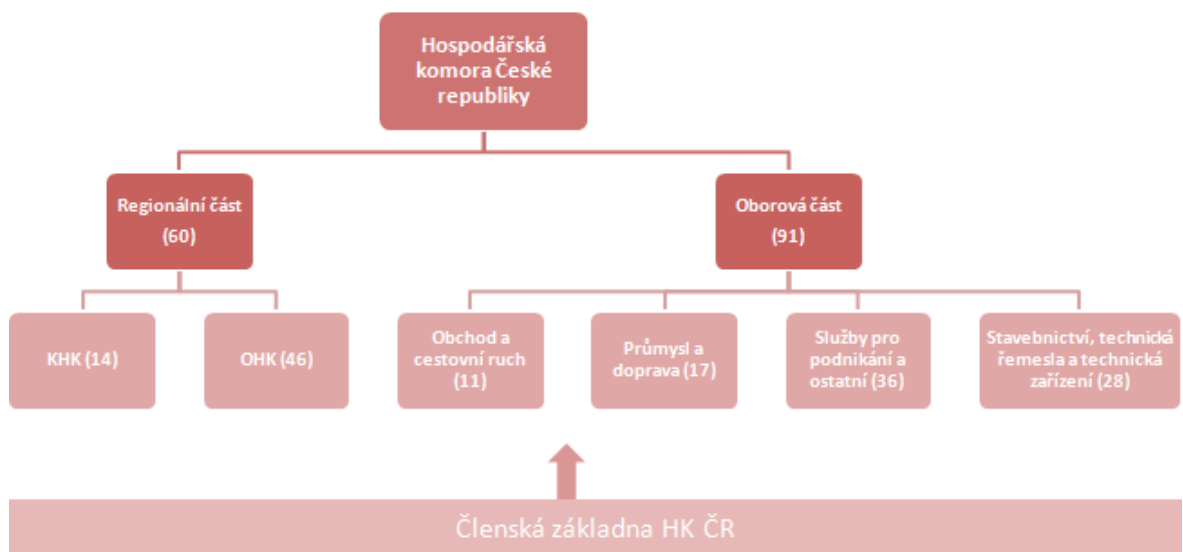 Hospodářská
komora České
republiky
Regionální část
(60)
Oborová část
(91)
KHK (14)
OHK (46)
Obchod a
cestovní ruch
(11)
Průmysl a
doprava (17)
Služby pro
podnikání a
ostatní (36)
Stavebnictví, technická
řemesla a technická
zařízení (28)
Členská základna HK ČR